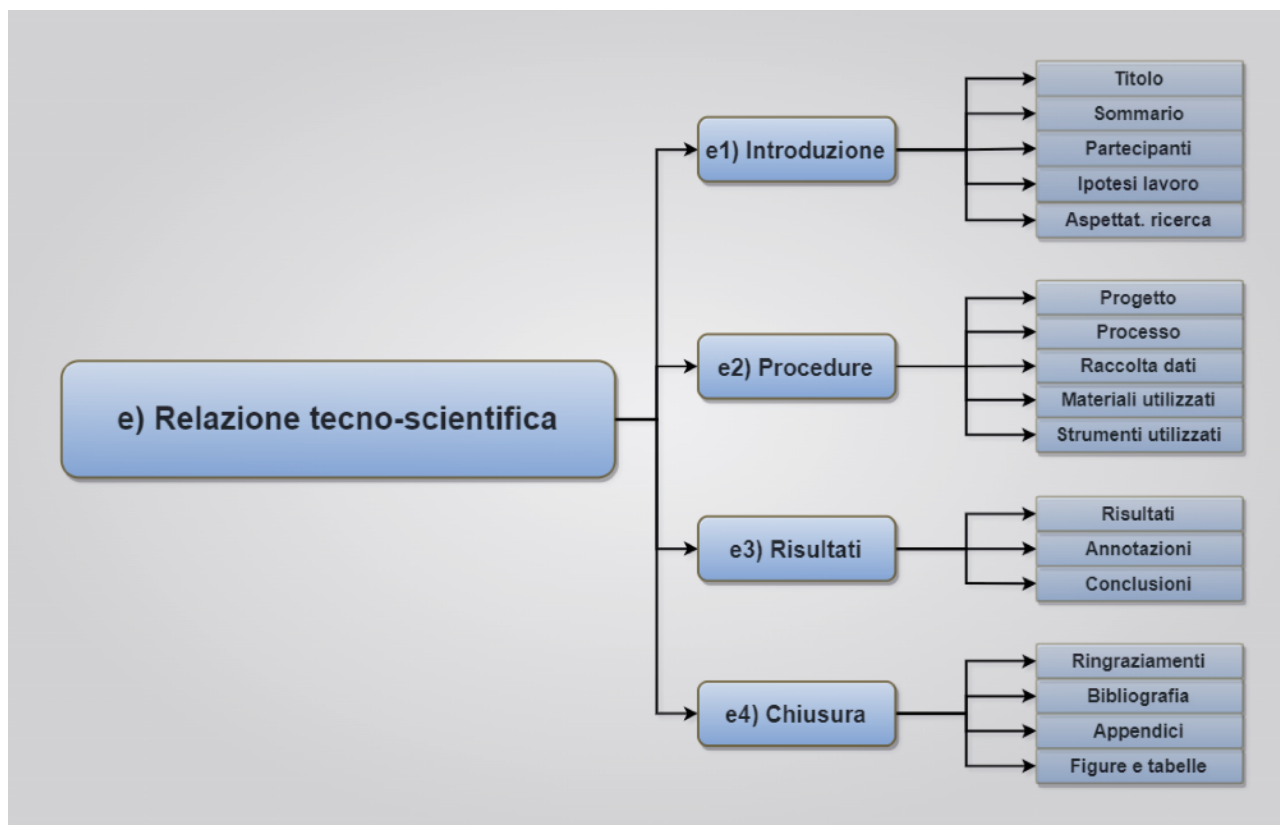 e) Relazione tecno-scientifica
e1) Introduzione
Titolo
Sommario
Partecipanti
Ipotesi lavoro
Aspettat. ricerca
e2) Procedure
Progetto
Processo
Raccolta dati
Materiali utilizzati
Strumenti utilizzati
e3) Risultati
Risultati
Annotazioni
Conclusioni
e4) Chiusura
Ringraziamenti
Bibliografia
Appendici
Figure e tabelle